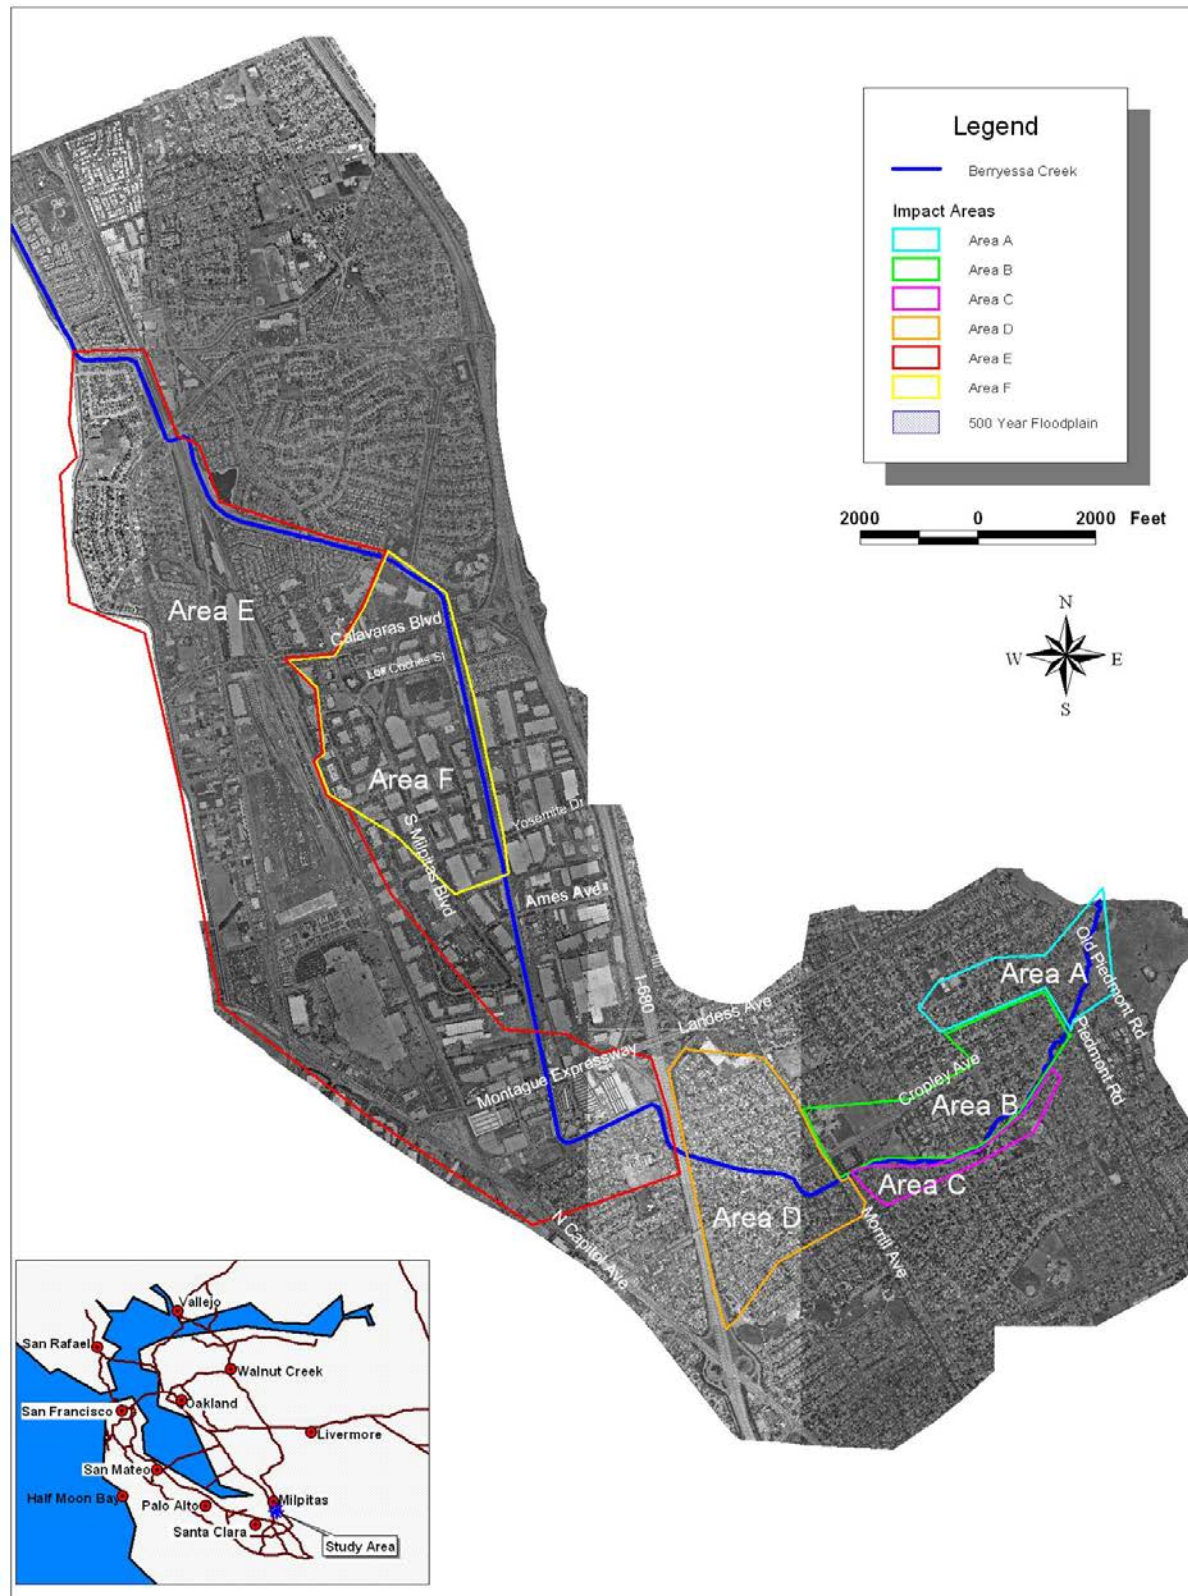 Legend
Berryessa Creek
Impact Areas
Area A
Area B
Area C
Area D
Area E
Area F
500 Year Floodplain
2000 0 2000 Feet
N
W E
S
Area E
Calavaras Blvd
Los Coches St
Area F
S Milpitas Blvd
Yosemite Dr
Ames Ave
I-680
Landess Ave
Montague Expressway
Area A
Old Piedmont Rd
Piedmont Rd
Cropley Ave
Area B
Area C
Area D
Morrill Ave
N Capitol Ave
Vallejo
San Rafael
Walnut Creek
Oakland
San Francisco
Livermore
San Mateo
Half Moon Bay
Palo Alto
Milpitas
Santa Clara
Study Area